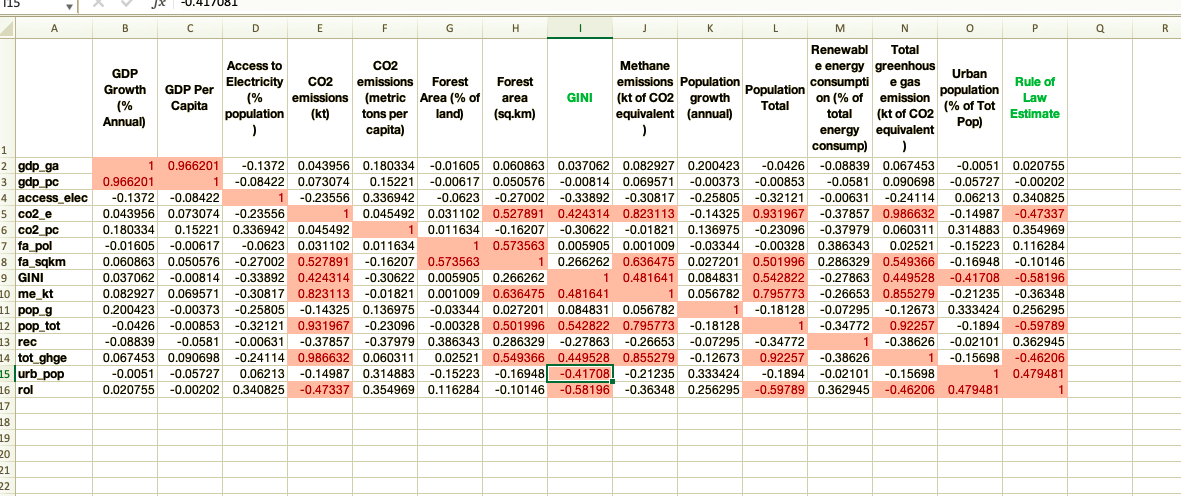 I15 fx -0.417081
A B C D E F G H I J K L M N O P Q R
1 GDP Growth (% Annual) GDP Per Capita Access to Electricity (% population ) CO2 emissions (kt) CO2 emissions (metric tons per capita) Forest Area (% of land) Forest area (sq.km) GINI Methane emissions (kt of CO2 equivalent ) Population growth (annual) Population Total Renewabl e energy consumpti on (% of total energy consump) Total greenhous e gas emission (kt of CO2 equivalent ) Urban population (% of Tot Pop) Rule of Law Estimate
2 gdp_ga 1 0.966201 -0.1372 0.043956 0.180334 -0.01605 0.060863 0.037062 0.082927 0.200423 -0.0426 -0.08839 0.067453 -0.0051 0.020755
3 gdp_pc 0.966201 1 -0.08422 0.073074 0.15221 -0.00617 0.050576 -0.00814 0.069571 -0.00373 -0.00853 -0.0581 0.090698 -0.05727 -0.00202
4 access_elec -0.1372 -0.08422 1 -0.23556 0.336942 -0.0623 -0.27002 -0.33892 -0.30817 -0.25805 -0.32121 -0.00631 -0.24114 0.06213 0.340825
5 co2_e 0.043956 0.073074 -0.23556 1 0.045492 0.031102 0.527891 0.424314 0.823113 -0.14325 0.931967 -0.37857 0.986632 -0.14987 -0.47337
6 co2_pc 0.180334 0.15221 0.336942 0.045492 1 0.011634 -0.16207 -0.30622 -0.01821 0.136975 -0.23096 -0.37979 0.060311 0.314883 0.354969
7 fa_pol -0.01605 -0.00617 -0.0623 0.031102 0.011634 1 0.573563 0.005905 0.001009 -0.03344 -0.00328 0.386343 0.02521 -0.15223 0.116284
8 fa_sqkm 0.060863 0.050576 -0.27002 0.527891 -0.16207 0.573563 1 0.266262 0.636475 0.027201 0.501996 0.286329 0.549366 -0.16948 -0.10146
9 GINI 0.037062 -0.00814 -0.33892 0.424314 -0.30622 0.005905 0.266262 1 0.481641 0.084831 0.542822 -0.27863 0.449528 -0.41708 -0.58196
10 me_kt 0.082927 0.069571 -0.30817 0.823113 -0.01821 0.001009 0.636475 0.481641 1 0.056782 0.795773 -0.26653 0.855279 -0.21235 -0.36348
11 pop_g 0.200423 -0.00373 -0.25805 -0.14325 0.136975 -0.03344 0.027201 0.084831 0.056782 1 -0.18128 -0.07295 -0.12673 0.333424 0.256295
12 pop_tot -0.0426 -0.00853 -0.32121 0.931967 -0.23096 -0.00328 0.501996 0.542822 0.795773 -0.18128 1 -0.34772 0.92257 -0.1894 -0.59789
13 rec -0.08839 -0.0581 -0.00631 -0.37857 -0.37979 0.386343 0.286329 -0.27863 -0.26653 -0.07295 -0.34772 1 -0.38626 -0.02101 0.362945
14 tot_ghge 0.067453 0.090698 -0.24114 0.986632 0.060311 0.02521 0.549366 0.449528 0.855279 -0.12673 0.92257 -0.38626 1 -0.15698 -0.46206
15 urb_pop -0.0051 -0.05727 0.06213 -0.14987 0.314883 -0.15223 -0.16948 -0.41708 -0.21235 0.333424 -0.1894 -0.02101 -0.15698 1 0.479481
16 rol 0.020755 -0.00202 0.340825 -0.47337 0.354969 0.116284 -0.10146 -0.58196 -0.36348 0.256295 -0.59789 0.362945 -0.46206 0.479481 1
17
18
19
20
21
22